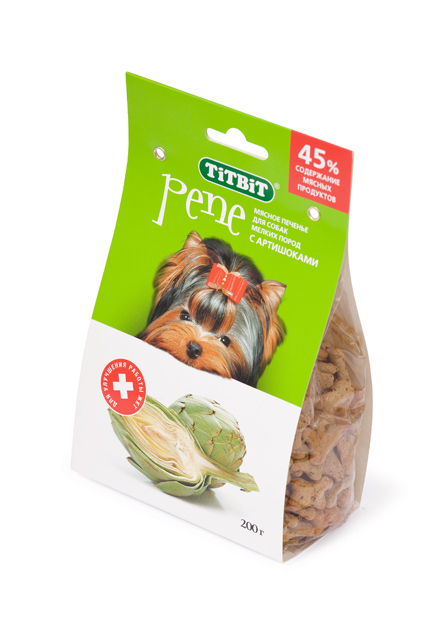 TiTBiT®
pene
45%
СОДЕРЖАНИЕ
МЯСНЫХ
ПРОДУКТОВ
МЯСНОЕ ПЕЧЕНЬЕ
ДЛЯ СОБАК
МЕЛКИХ ПОРОД
С АРТИШОКАМИ
ДЛЯ УЛУЧШЕНИЯ РАБОТЫ ЖКТ
200 г